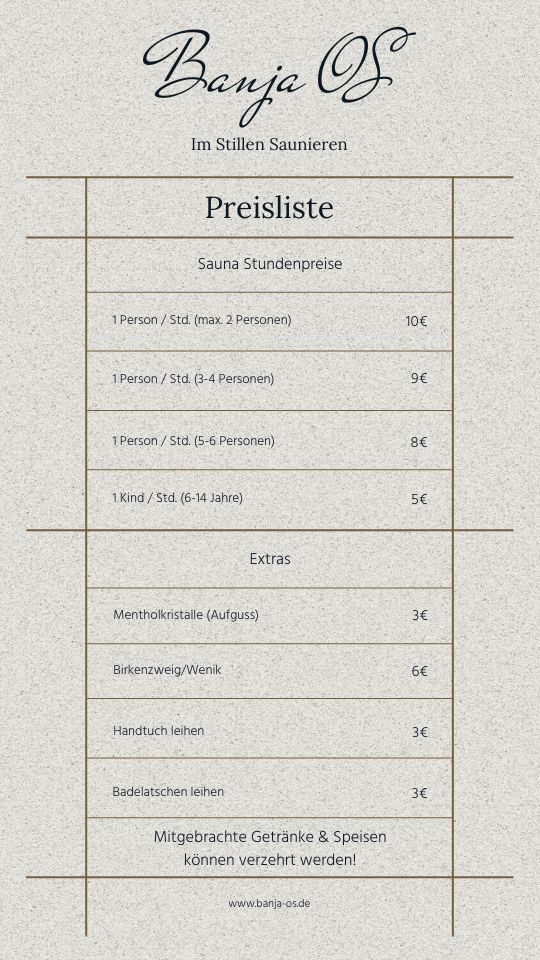 Banja OS
Im Stillen Saunieren
Preisliste
Sauna Stundenpreise
1 Person / Std. (max. 2 Personen) 10€
1 Person / Std. (3-4 Personen) 9€
1 Person / Std. (5-6 Personen) 8€
1 Kind / Std. (6-14 Jahre) 5€
Extras
Mentholkristalle (Aufguss) 3€
Birkenzweig/Wenik 6€
Handtuch leihen 3€
Badelatschen leihen 3€
Mitgebrachte Getränke & Speisen
können verzehrt werden!
www.banja-os.de